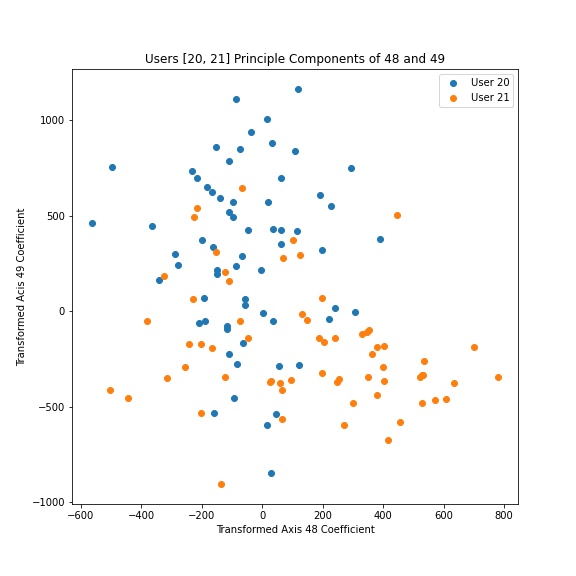 Users [20, 21] Principle Components of 48 and 49
User 20
User 21
1000
500
0
−500
−1000
Transformed Acis 49 Coefficient
−600 −400 −200 0 200 400 600 800
Transformed Axis 48 Coefficient